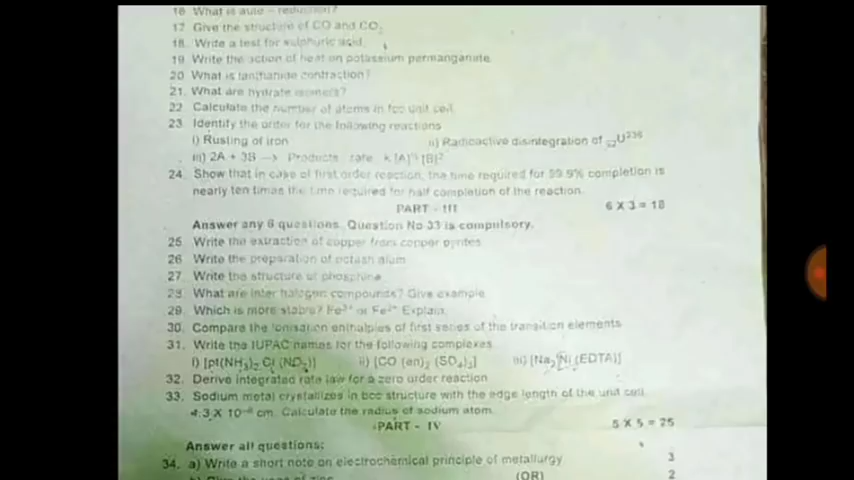 16 What is auto - reduction?
17 Give the structure of CO and CO₂
18. Write a test for sulphuric acid.
19 Write the action of heat on potassium permanganate.
20 What is lanthanide contraction?
21. What are hydrate isomers?
22 Calculate the number of atoms in fcc unit cell.
23 Identify the order for the following reactions
i) Rusting of iron ii) Radioactive disintegration of ₉₂U²³⁸
iii) 2A + 3B → Products rate k [A] [B]²
24. Show that in case of first order reaction, the time required for 99.9% completion is
nearly ten times the time required for half completion of the reaction.
PART - III 6 X 3 = 18
Answer any 6 questions. Question No 33 is compulsory.
25 Write the extraction of copper from copper pyrites
26 Write the preparation of potash alum
27. Write the structure of phosphine
28. What are inter halogen compounds? Give example
29. Which is more stable? Fe³⁺ or Fe²⁺ Explain.
30. Compare the ionisation enthalpies of first series of the transition elements
31. Write the IUPAC names for the following complexes
i) [pt(NH₃)₂ Cl (NO₂)] ii) [CO (en)₂ (SO₄)₂] iii) [Na₂ Ni (EDTA)]
32. Derive integrated rate law for a zero order reaction
33. Sodium metal crystallizes in bcc structure with the edge length of the unit cell
4.3 X 10⁻⁸ cm. Calculate the radius of sodium atom.
PART - IV 5 X 5 = 25
Answer all questions:
34. a) Write a short note on electrochemical principle of metallurgy 3
b) Give the uses of zinc (OR) 2